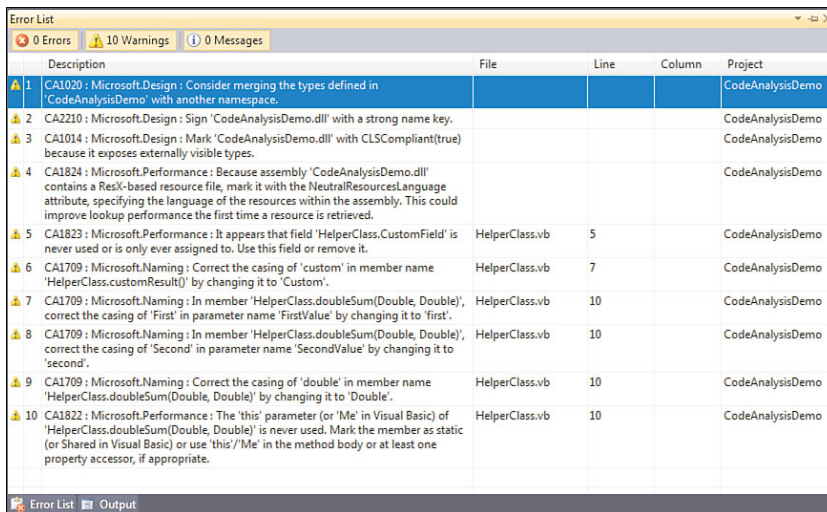 Error List
0 Errors 10 Warnings 0 Messages
Description File Line Column Project
1 CA1020 : Microsoft.Design : Consider merging the types defined in CodeAnalysisDemo
'CodeAnalysisDemo' with another namespace.
2 CA2210 : Microsoft.Design : Sign 'CodeAnalysisDemo.dll' with a strong name key. CodeAnalysisDemo
3 CA1014 : Microsoft.Design : Mark 'CodeAnalysisDemo.dll' with CLSCompliant(true) CodeAnalysisDemo
because it exposes externally visible types.
4 CA1824 : Microsoft.Performance : Because assembly 'CodeAnalysisDemo.dll' CodeAnalysisDemo
contains a ResX-based resource file, mark it with the NeutralResourcesLanguage
attribute, specifying the language of the resources within the assembly. This could
improve lookup performance the first time a resource is retrieved.
5 CA1823 : Microsoft.Performance : It appears that field 'HelperClass.CustomField' is HelperClass.vb 5 CodeAnalysisDemo
never used or is only ever assigned to. Use this field or remove it.
6 CA1709 : Microsoft.Naming : Correct the casing of 'custom' in member name HelperClass.vb 7 CodeAnalysisDemo
'HelperClass.customResult()' by changing it to 'Custom'.
7 CA1709 : Microsoft.Naming : In member 'HelperClass.doubleSum(Double, Double)', HelperClass.vb 10 CodeAnalysisDemo
correct the casing of 'First' in parameter name 'FirstValue' by changing it to 'first'.
8 CA1709 : Microsoft.Naming : In member 'HelperClass.doubleSum(Double, Double)', HelperClass.vb 10 CodeAnalysisDemo
correct the casing of 'Second' in parameter name 'SecondValue' by changing it to
'second'.
9 CA1709 : Microsoft.Naming : Correct the casing of 'double' in member name HelperClass.vb 10 CodeAnalysisDemo
'HelperClass.doubleSum(Double, Double)' by changing it to 'Double'.
10 CA1822 : Microsoft.Performance : The 'this' parameter (or 'Me' in Visual Basic) of HelperClass.vb 10 CodeAnalysisDemo
'HelperClass.doubleSum(Double, Double)' is never used. Mark the member as static
(or Shared in Visual Basic) or use 'this'/'Me' in the method body or at least one
property accessor, if appropriate.
Error List Output